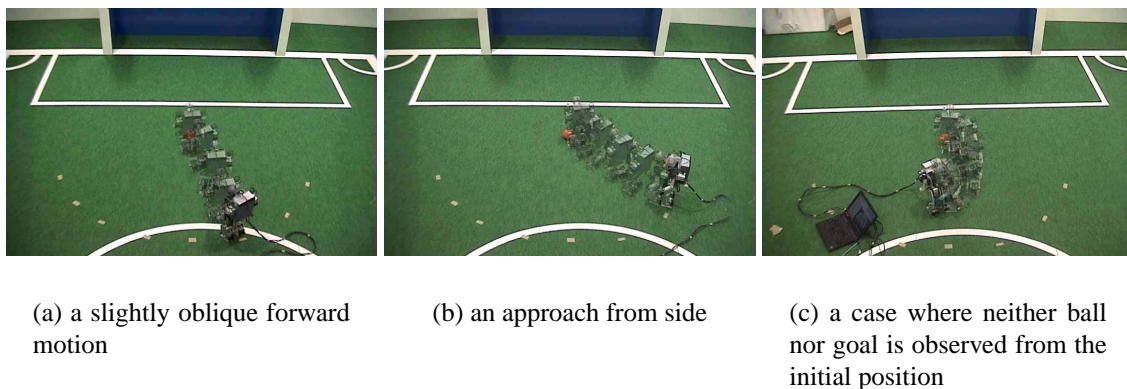 (a) a slightly oblique forward
motion
(b) an approach from side
(c) a case where neither ball
nor goal is observed from the
initial position